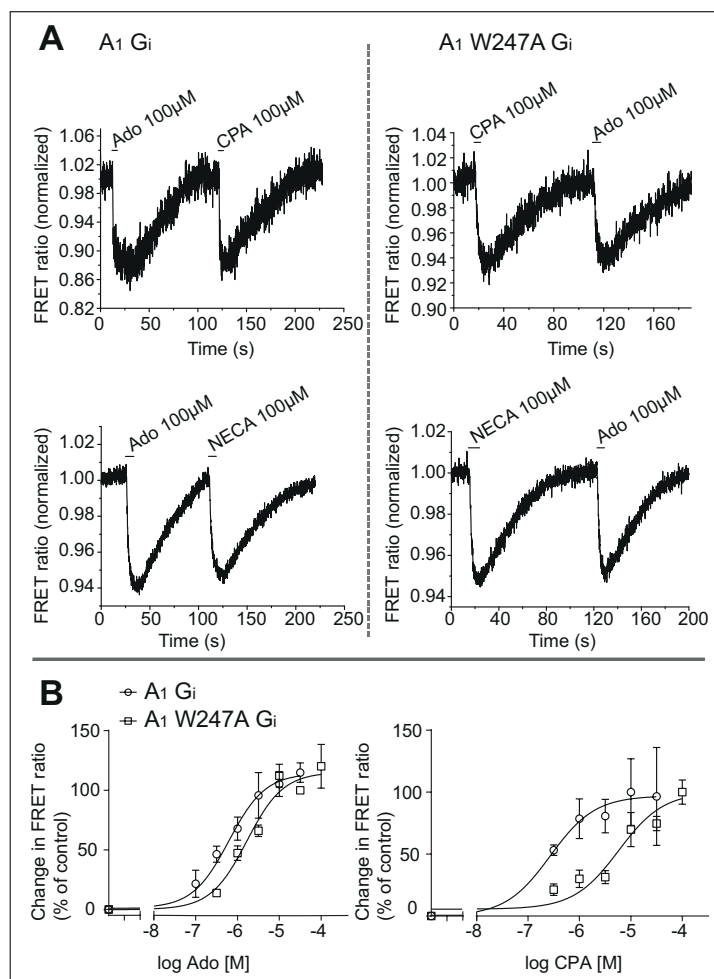 A
A1 Gi
A1 W247A Gi
Ado 100µM
CPA 100µM
FRET ratio (normalized)
1.06
1.02
0.98
0.94
0.90
0.86
0.82
0 50 100 150 200 250
Time (s)
CPA 100µM
Ado 100µM
FRET ratio (normalized)
1.04
1.02
1.00
0.98
0.96
0.94
0.92
0.90
0 40 80 120 160
Time (s)
Ado 100µM
NECA 100µM
FRET ratio (normalized)
1.02
1.00
0.98
0.96
0.94
0 50 100 150 200 250
Time (s)
NECA 100µM
Ado 100µM
FRET ratio (normalized)
1.02
1.00
0.98
0.96
0.94
0 40 80 120 160 200
Time (s)
B
A1 Gi
A1 W247A Gi
Change in FRET ratio
(% of control)
150
100
50
0
-8 -7 -6 -5 -4
log Ado [M]
Change in FRET ratio
(% of control)
150
100
50
0
-8 -7 -6 -5 -4
log CPA [M]